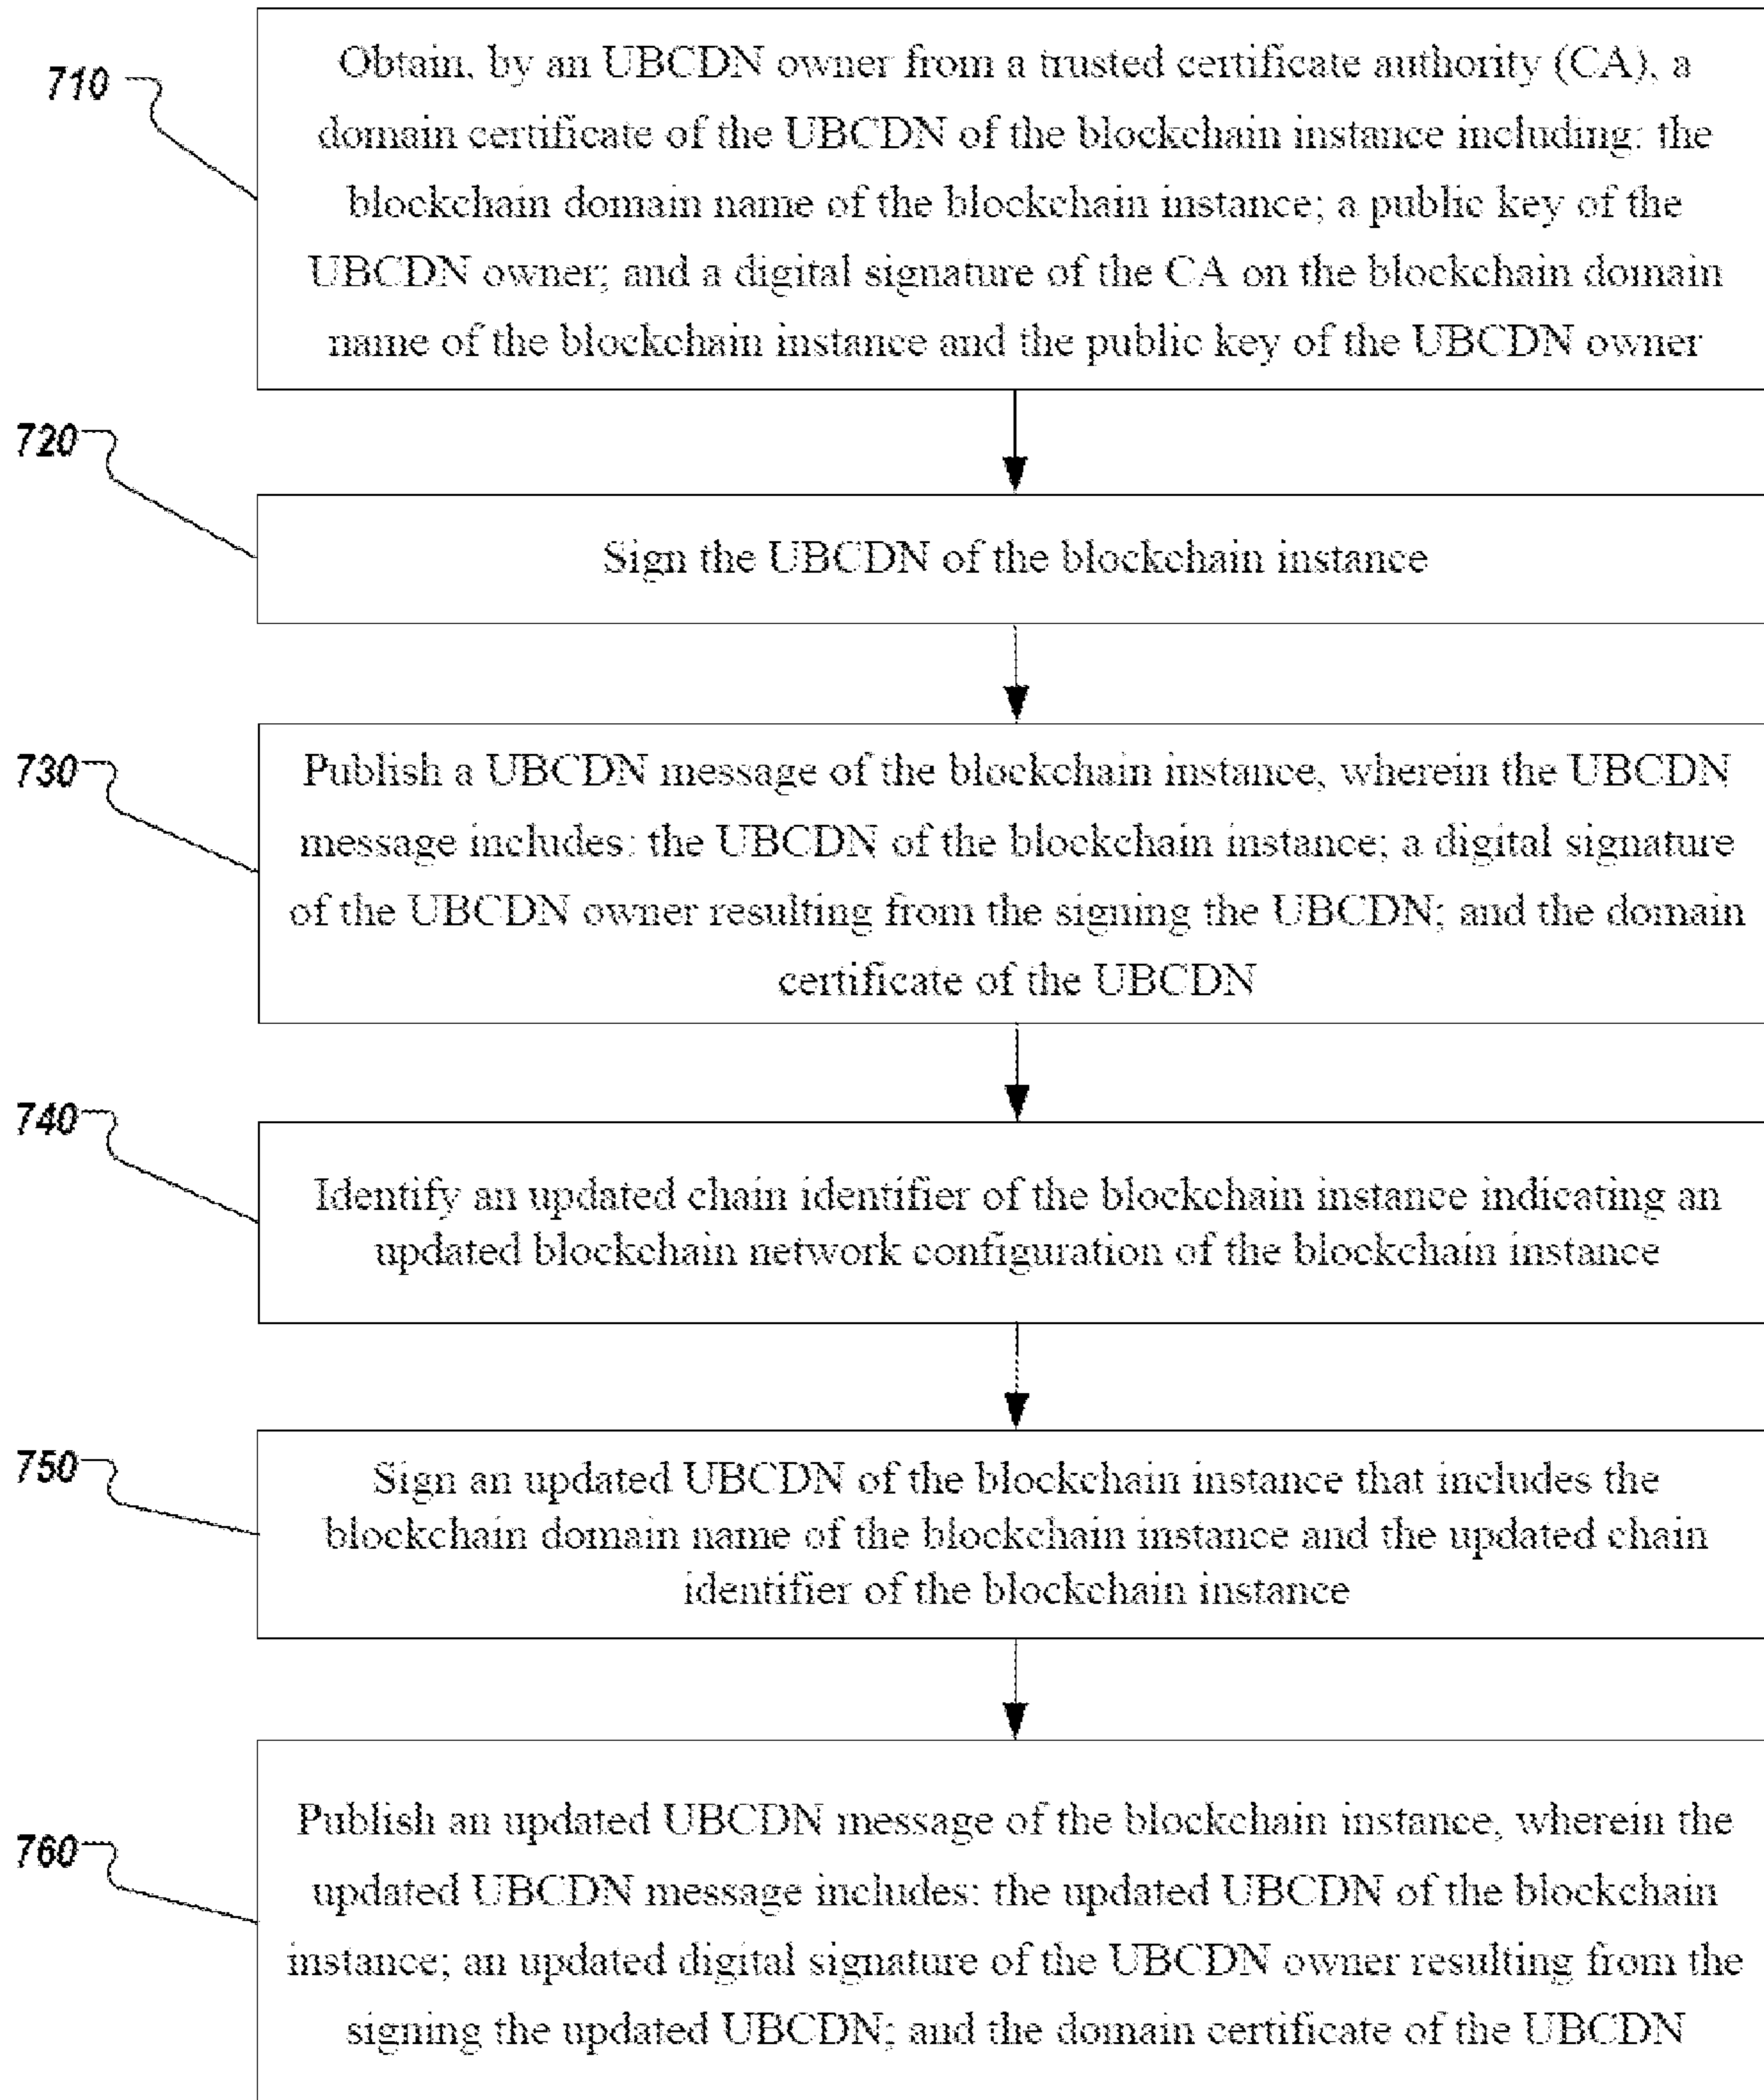 710
Obtain, by an UBCDN owner from a trusted certificate authority (CA), a
domain certificate of the UBCDN of the blockchain instance including: the
blockchain domain name of the blockchain instance; a public key of the
UBCDN owner; and a digital signature of the CA on the blockchain domain
name of the blockchain instance and the public key of the UBCDN owner
720
Sign the UBCDN of the blockchain instance
730
Publish a UBCDN message of the blockchain instance, wherein the UBCDN
message includes: the UBCDN of the blockchain instance; a digital signature
of the UBCDN owner resulting from the signing the UBCDN; and the domain
certificate of the UBCDN
740
Identify an updated chain identifier of the blockchain instance indicating an
updated blockchain network configuration of the blockchain instance
750
Sign an updated UBCDN of the blockchain instance that includes the
blockchain domain name of the blockchain instance and the updated chain
identifier of the blockchain instance
760
Publish an updated UBCDN message of the blockchain instance, wherein the
updated UBCDN message includes: the updated UBCDN of the blockchain
instance; an updated digital signature of the UBCDN owner resulting from the
signing the updated UBCDN; and the domain certificate of the UBCDN